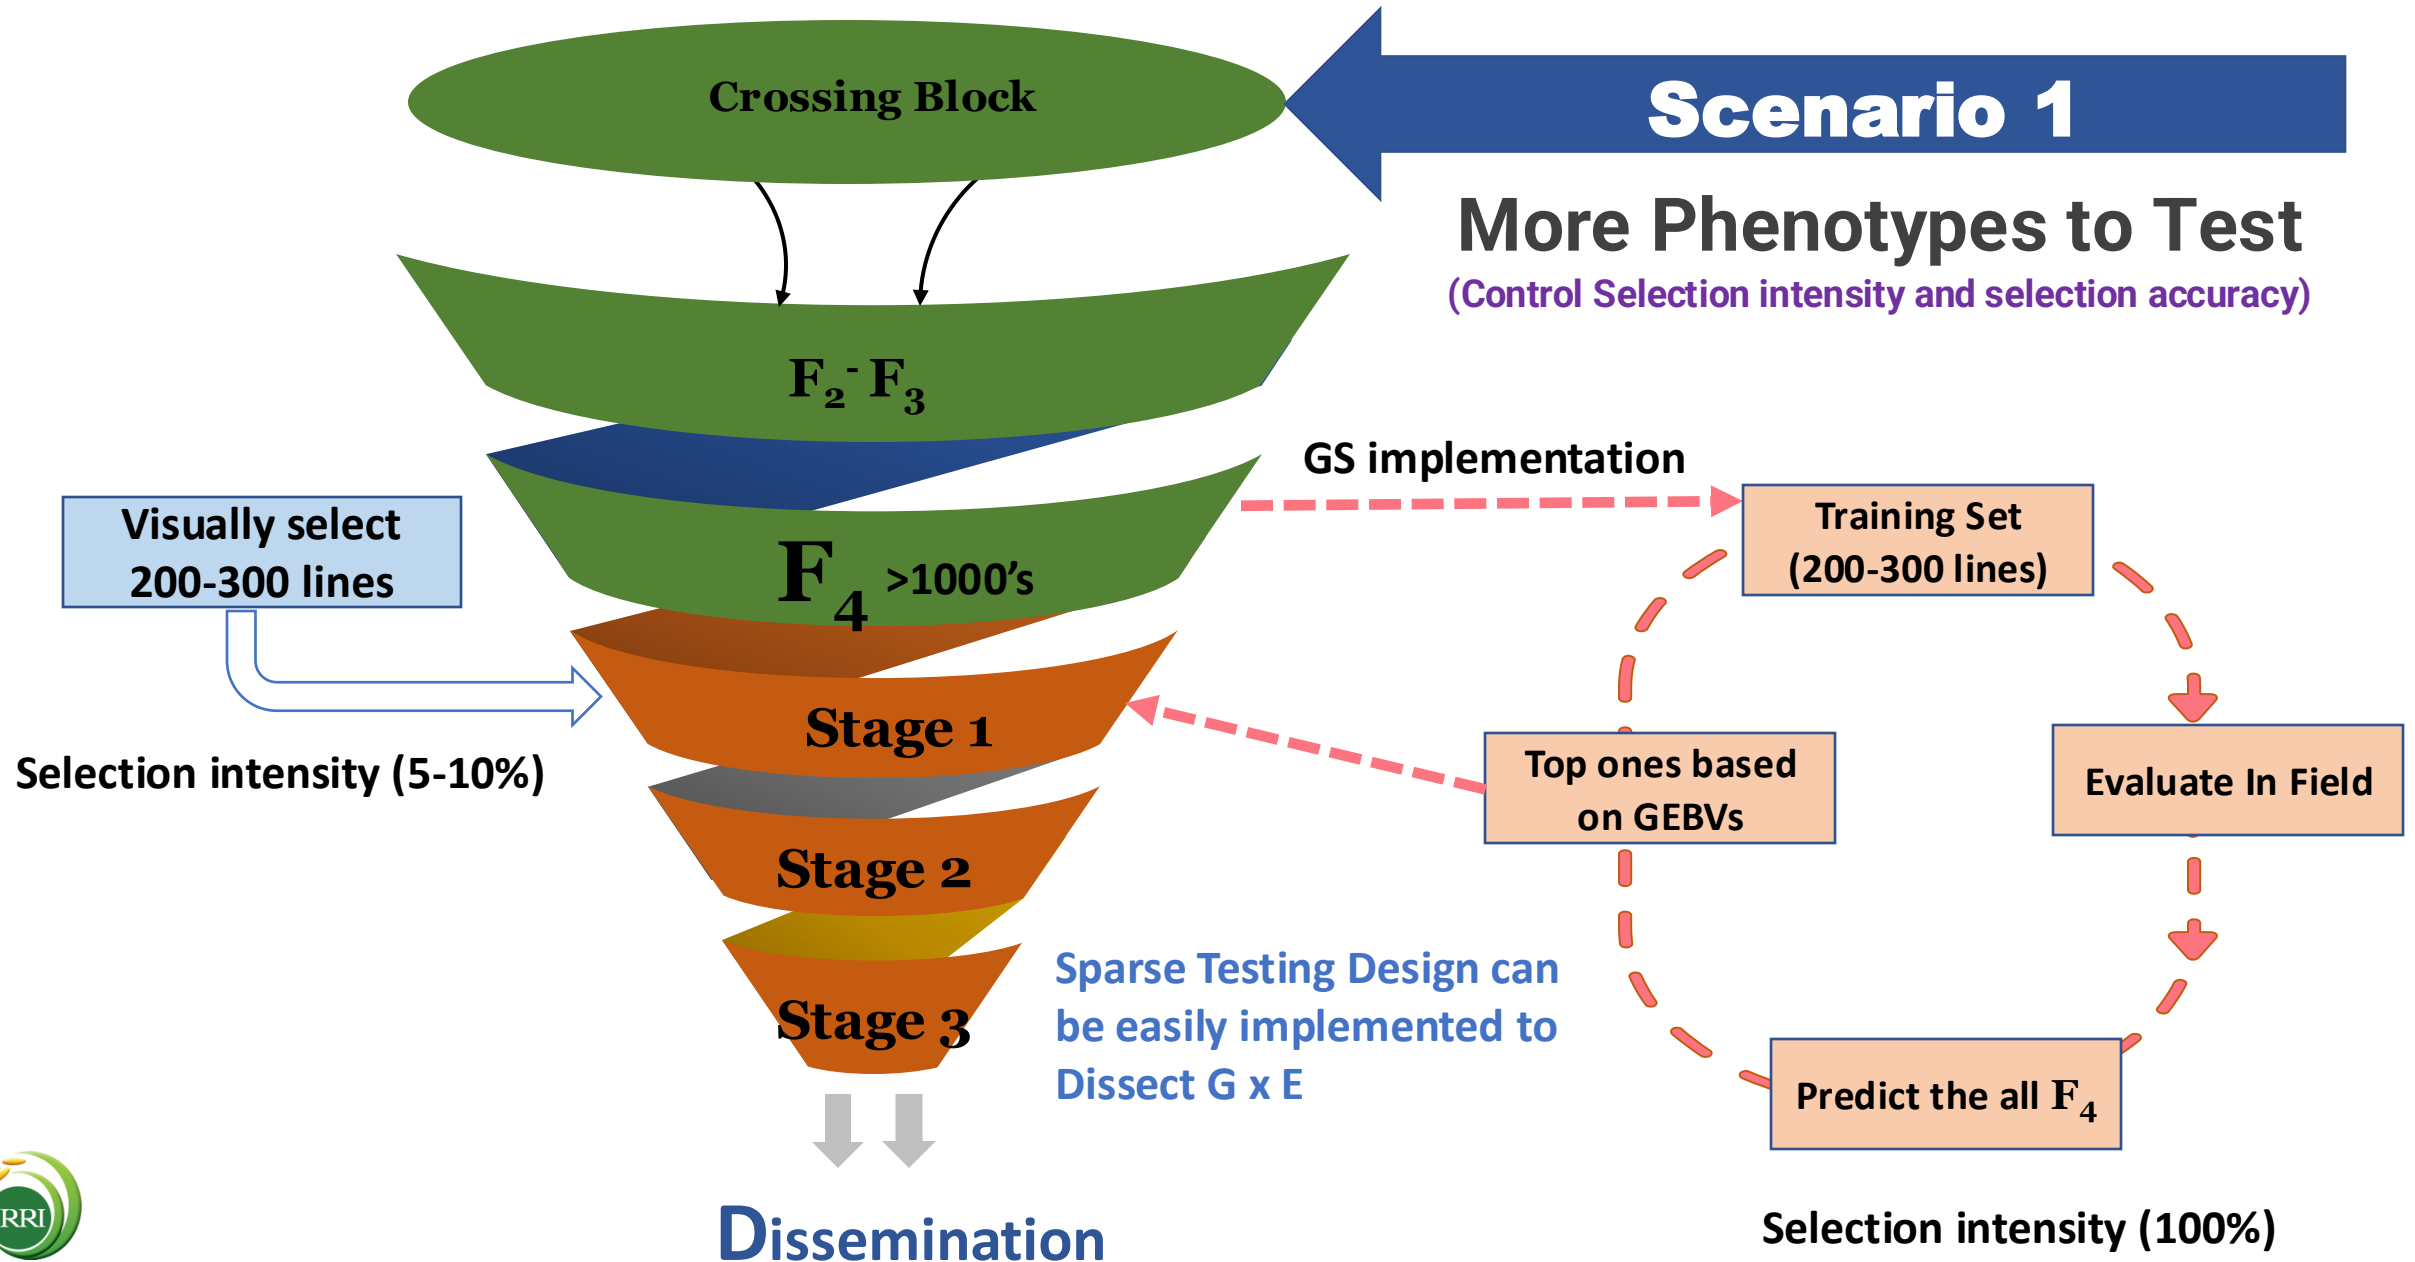 Crossing Block
Scenario 1
More Phenotypes to Test
(Control Selection intensity and selection accuracy)
F2- F3
GS implementation
Visually select
200-300 lines
F4 >1000's
Training Set
(200-300 lines)
Selection intensity (5-10%)
Stage 1
Top ones based
on GEBVs
Evaluate In Field
Stage 2
Stage 3
Sparse Testing Design can
be easily implemented to
Dissect G x E
Predict the all F4
Selection intensity (100%)
Dissemination
RRI